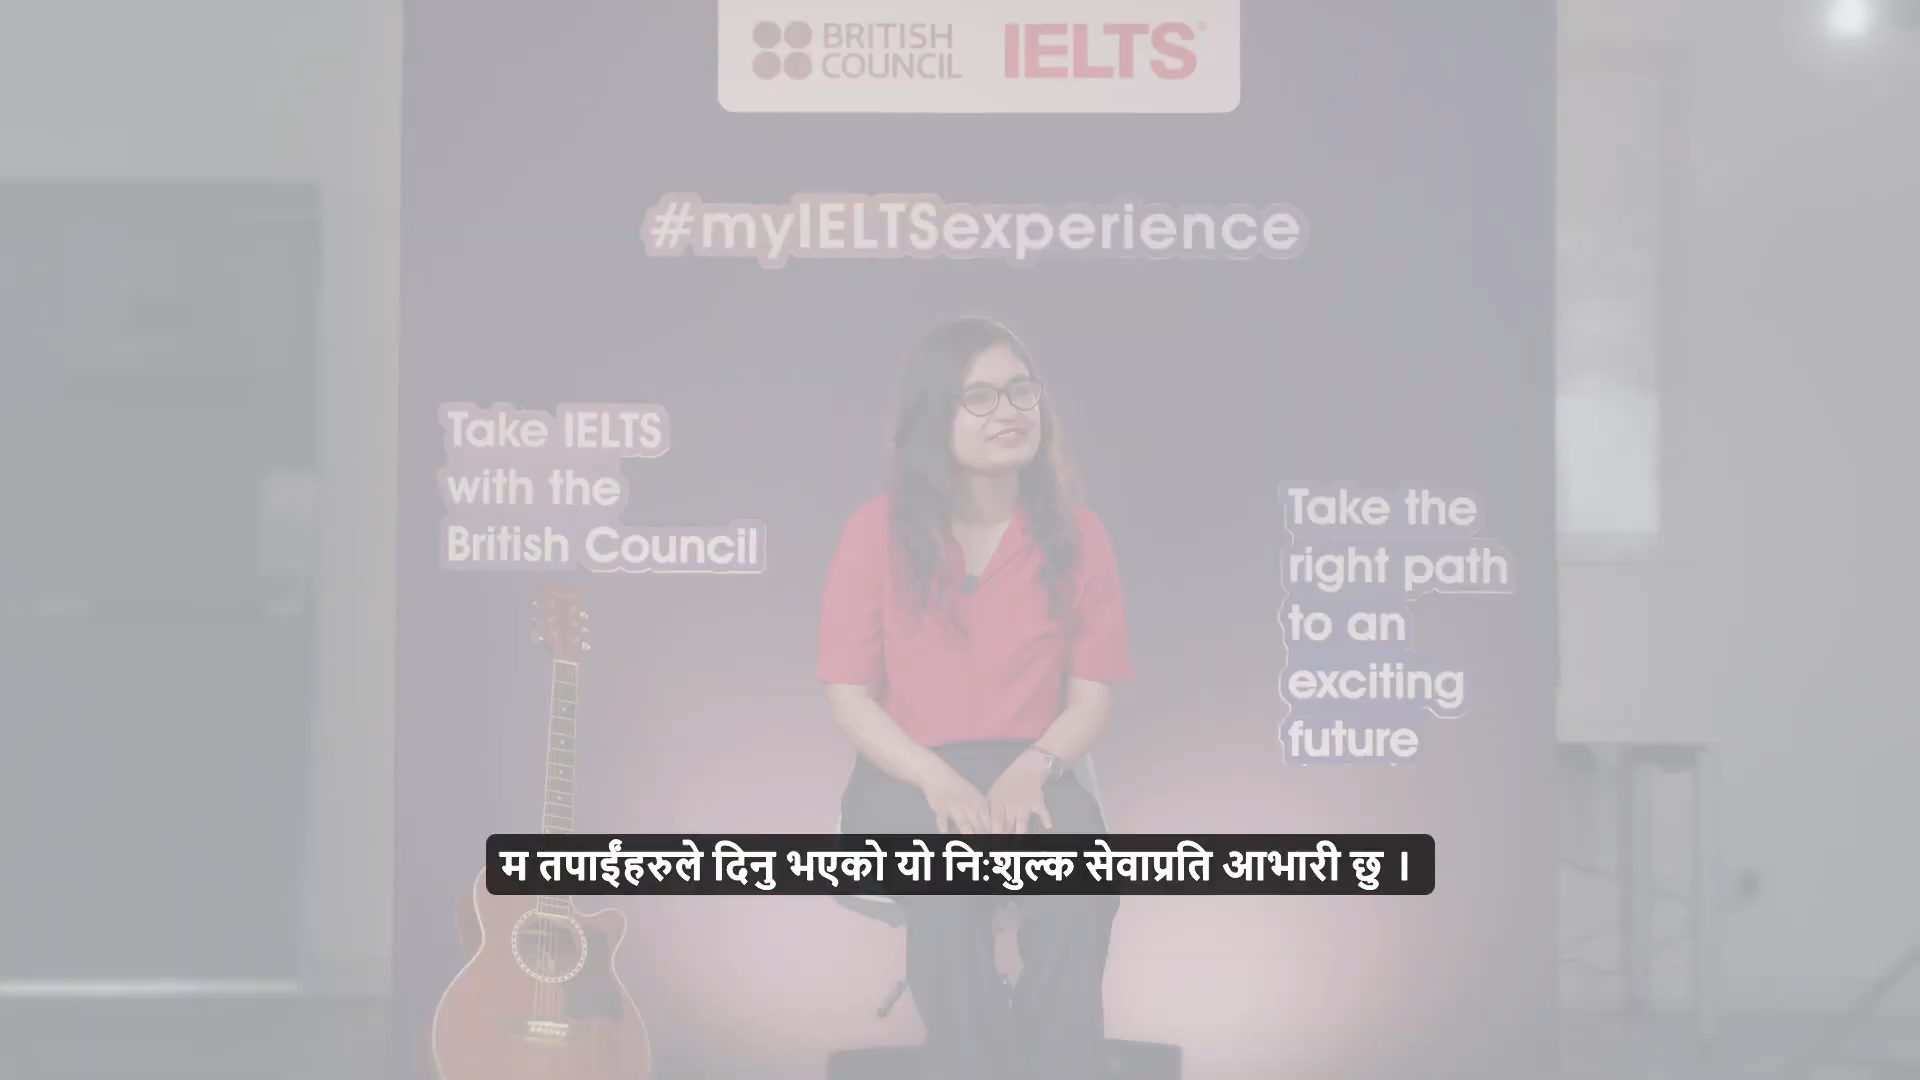 BRITISH
COUNCIL
IELTS
#myIELTSexperience
Take IELTS
with the
British Council
Take the
right path
to an
exciting
future
म तपाईंहरुले दिनु भएको यो नि:शुल्क सेवाप्रति आभारी छु ।